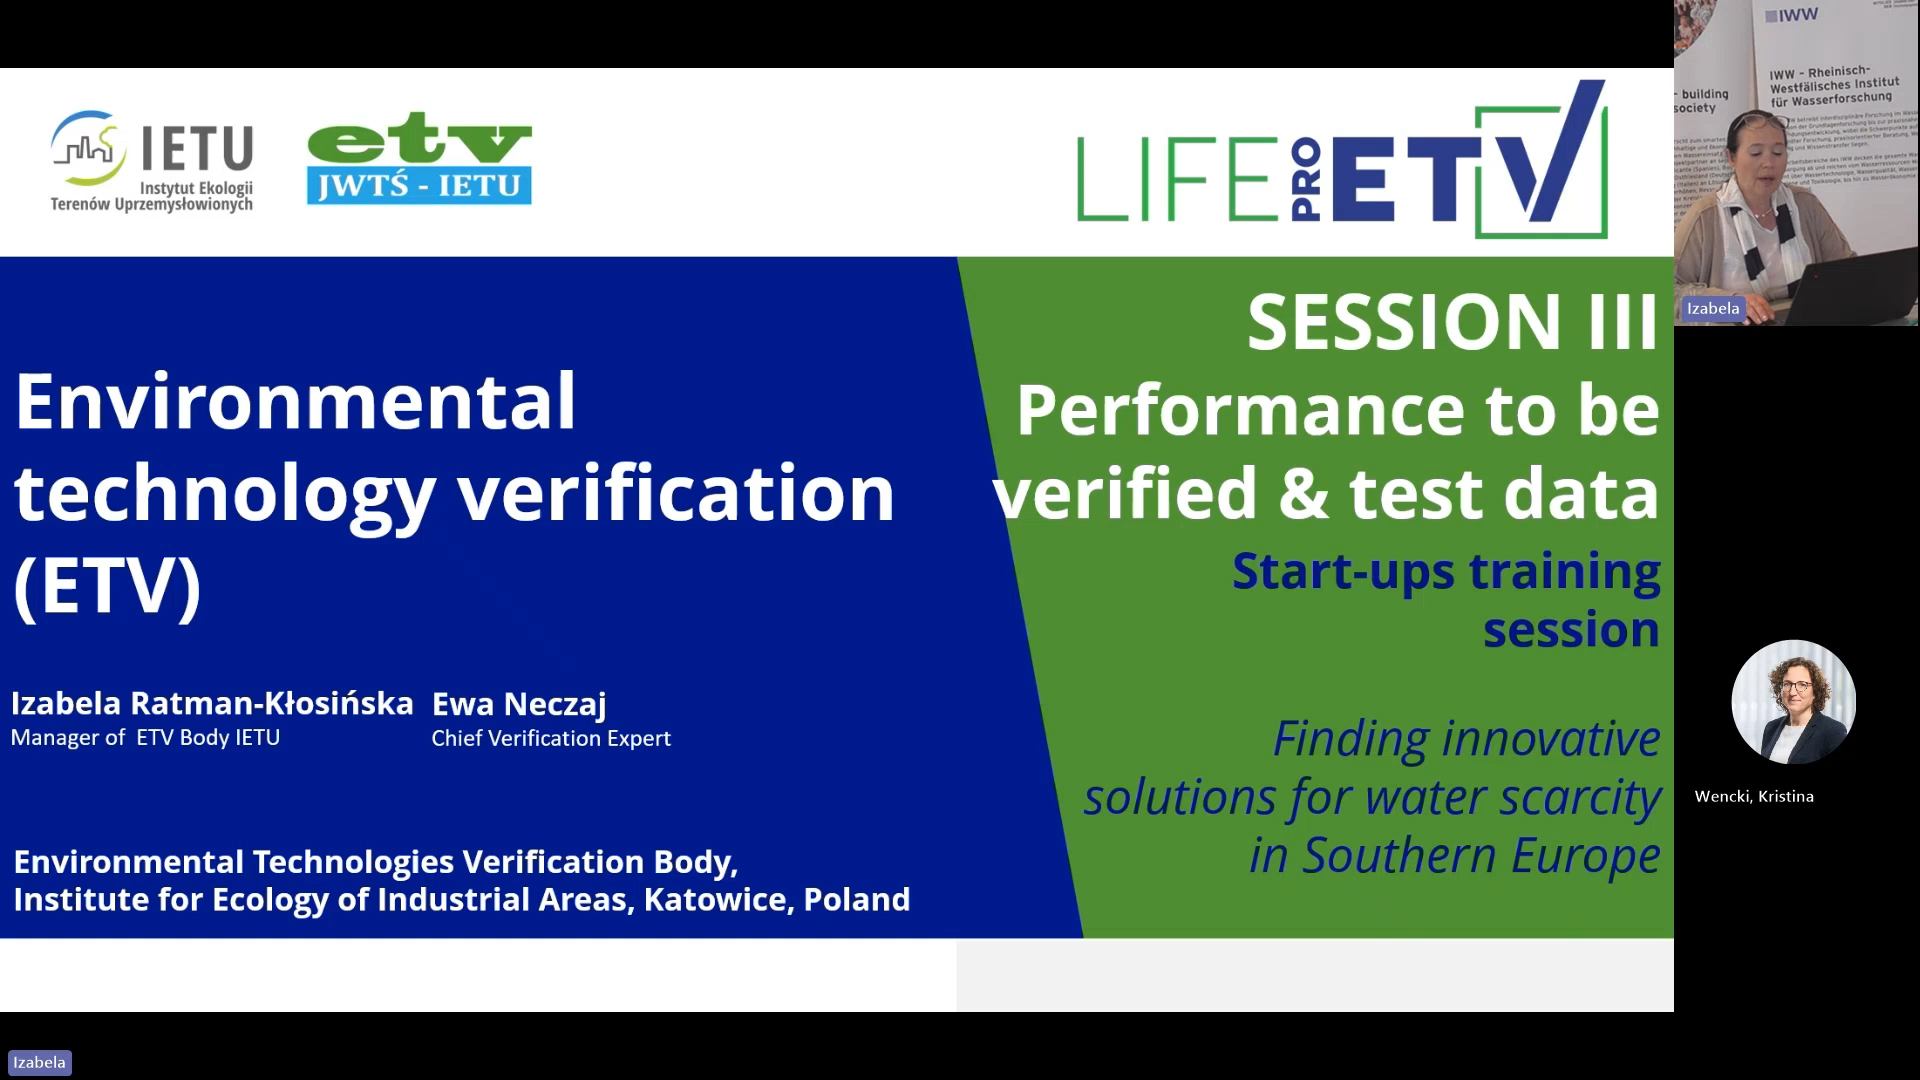 IETU
Instytut Ekologii
Terenów Uprzemysłowionych
etv
JWTŚ - IETU
LIFE PRO ETV
Environmental
technology verification
(ETV)
Izabela Ratman-Kłosińska
Manager of ETV Body IETU
Ewa Neczaj
Chief Verification Expert
Environmental Technologies Verification Body,
Institute for Ecology of Industrial Areas, Katowice, Poland
SESSION III
Performance to be
verified & test data
Start-ups training
session
Finding innovative
solutions for water scarcity
in Southern Europe
IWW
- building
society
IWW - Rheinisch-
Westfälisches Institut
für Wasserforschung
Izabela
Wencki, Kristina
Izabela